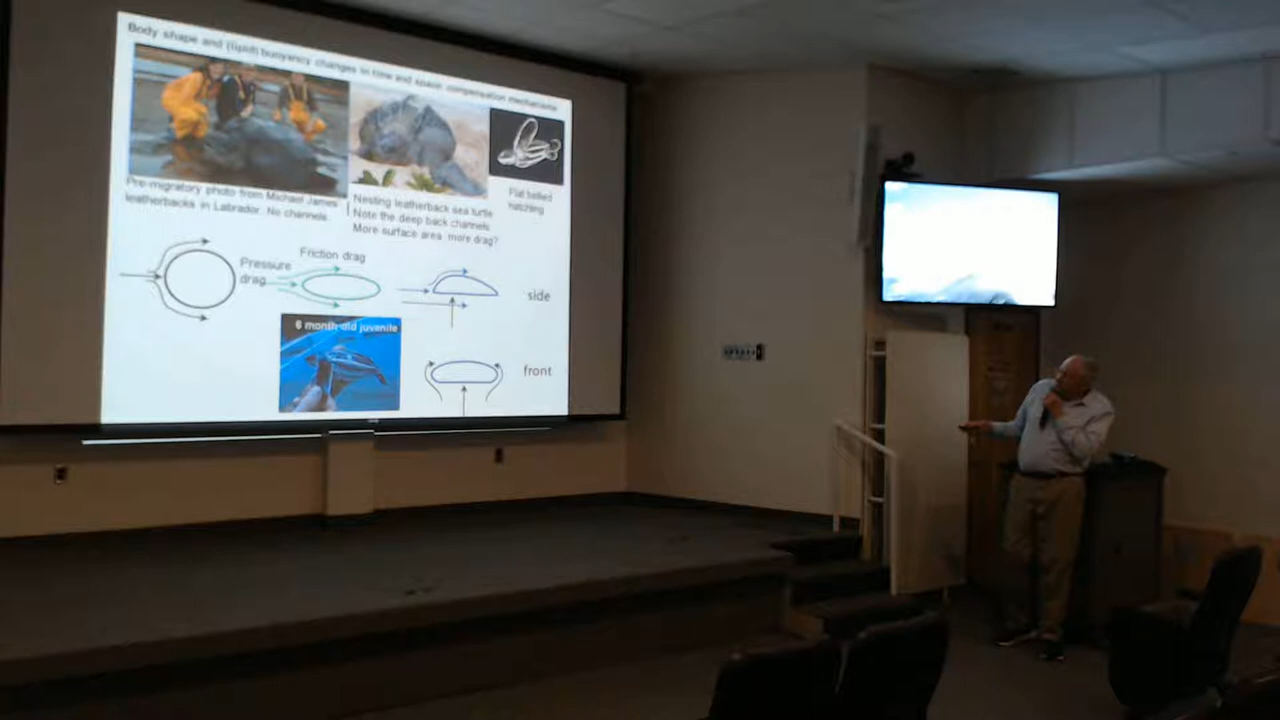 Body shape and (lipid) buoyancy changes in time and space: compensation mechanisms
Pre-migratory photo from Michael James
leatherbacks in Labrador. No channels.
Nesting leatherback sea turtle
Note the deep back channels
More surface area more drag?
Flat bellied
hatchling
Pressure
drag
Friction drag
side
6 month old juvenile
front